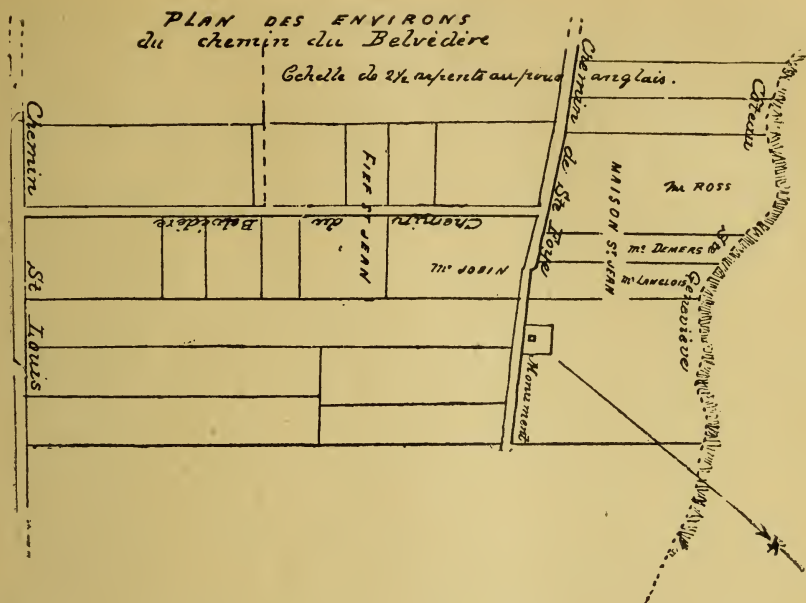 PLAN DES ENVIRONS
du chemin du Belvédère
Echelle de 2½ arpents au pouce anglais.
Chemin St Louis
Chemin du Belvédère
FIEF ST JEAN
Mr JOBIN
Chemin de Ste Foye
MAISON ST JEAN
Mr ROSS
Mr DEMERS
Mr LANGLOIS
Côteau Ste Geneviève
Monument